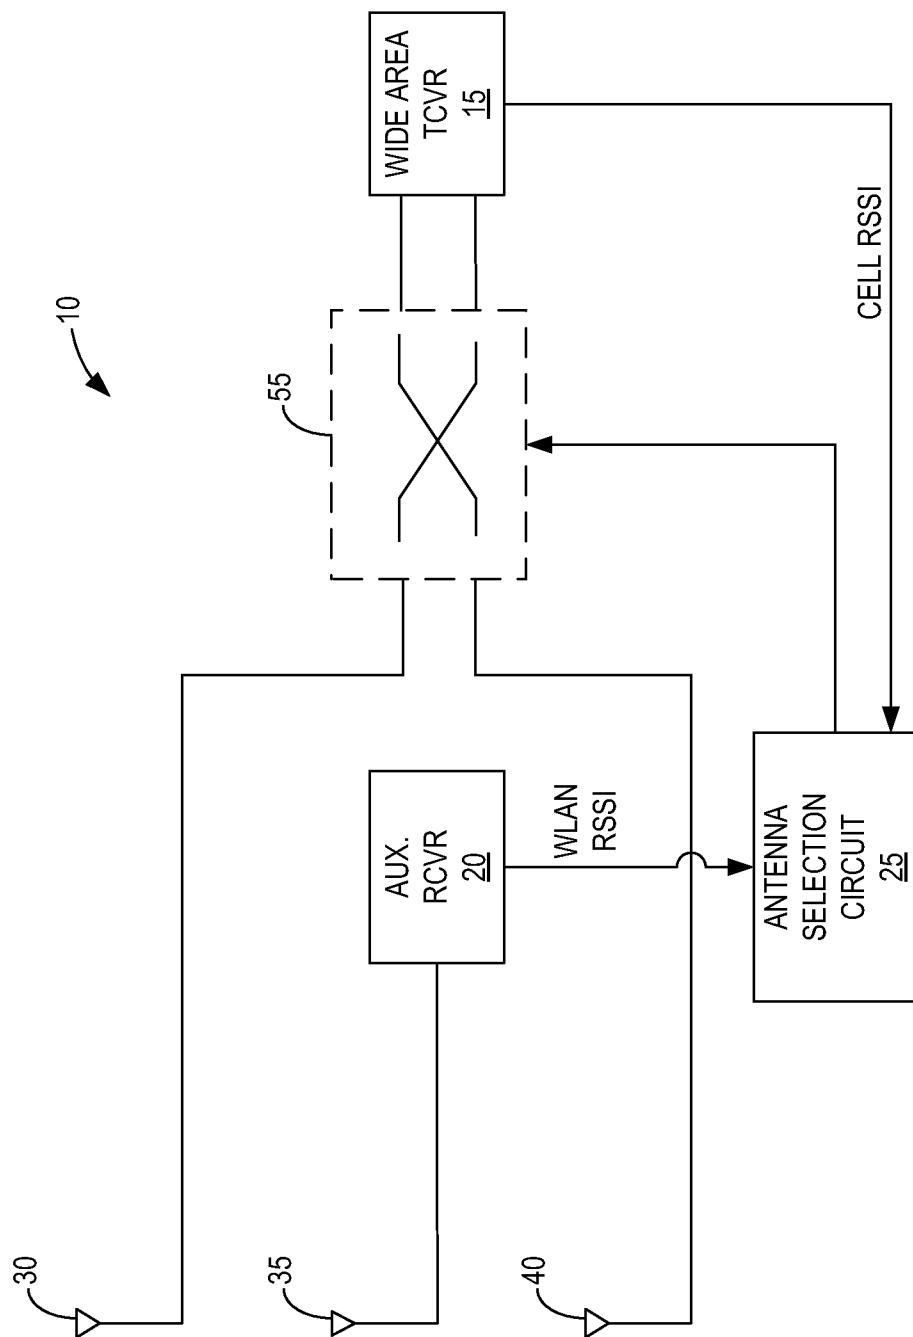 10
30
35
40
55
WIDE AREA
TCVR
15
AUX.
RCVR
20
WLAN
RSSI
CELL RSSI
ANTENNA
SELECTION
CIRCUIT
25